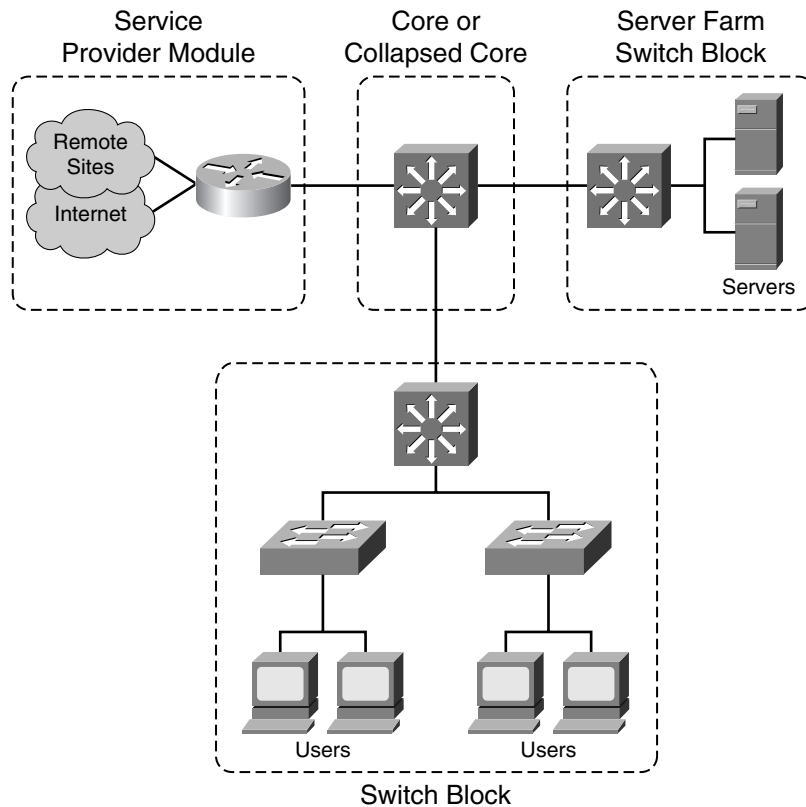 Service
Provider Module
Core or
Collapsed Core
Server Farm
Switch Block
Remote
Sites
Internet
Servers
Users
Users
Switch Block